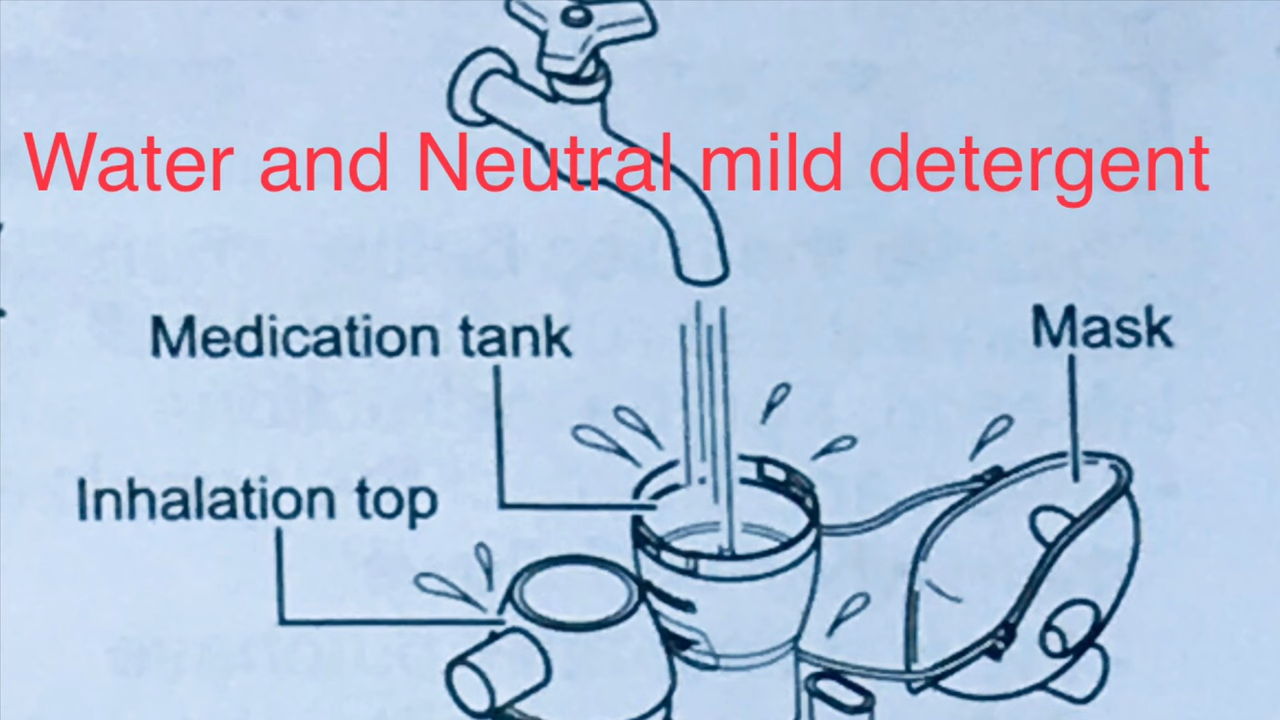 Water and Neutral mild detergent
Medication tank
Mask
Inhalation top